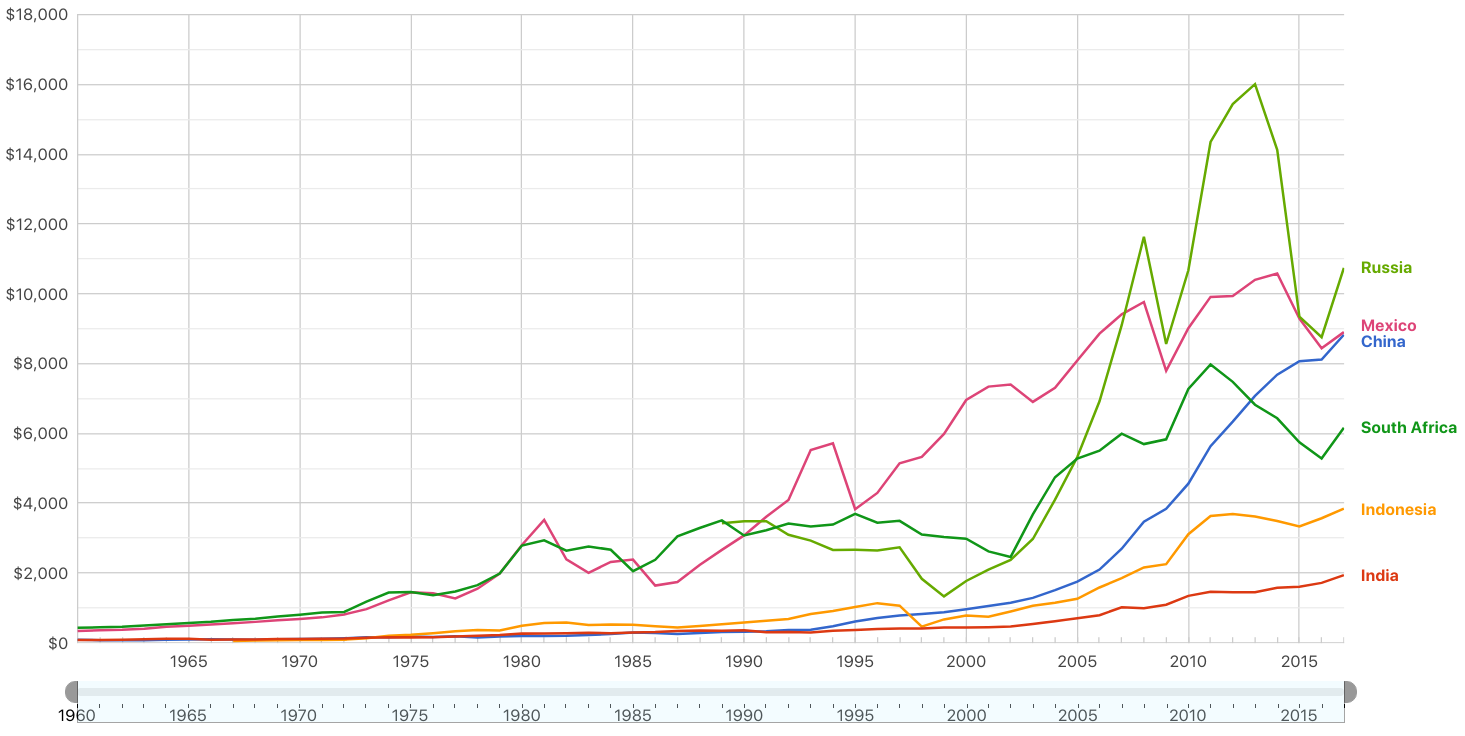 $18,000
$16,000
$14,000
$12,000
$10,000
$8,000
$6,000
$4,000
$2,000
$0
Russia
Mexico
China
South Africa
Indonesia
India
1965 1970 1975 1980 1985 1990 1995 2000 2005 2010 2015
1960 1965 1970 1975 1980 1985 1990 1995 2000 2005 2010 2015